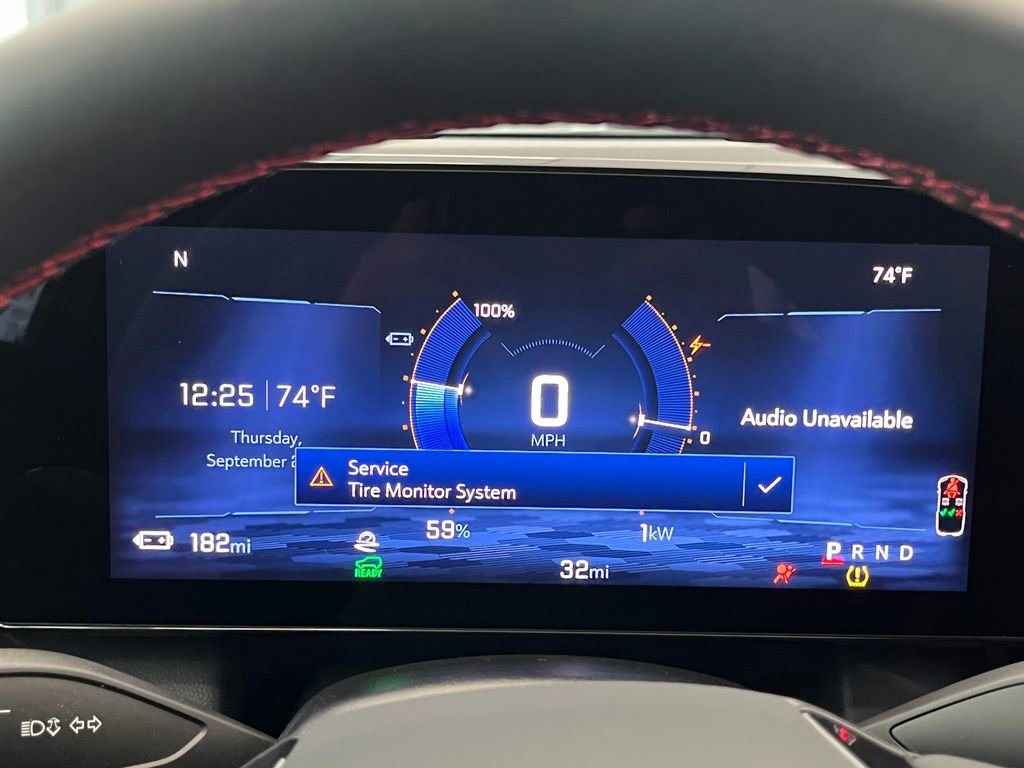 N
74°F
100%
12:25 74°F
0
MPH
0
Audio Unavailable
Thursday,
September
Service
Tire Monitor System
182mi
59%
1kW
READY
32mi
P R N D